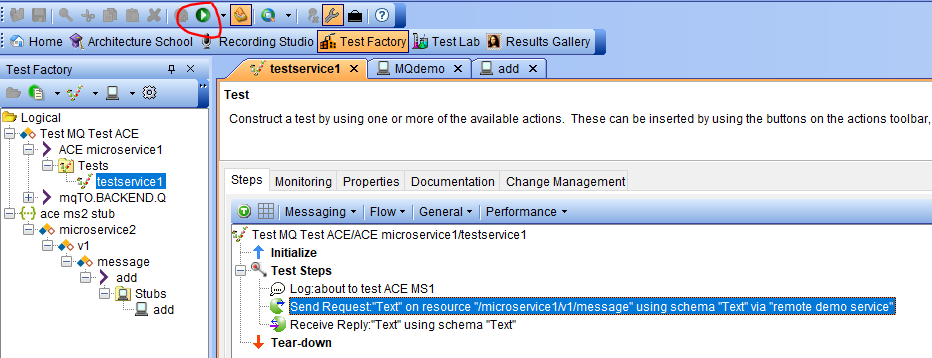 Home Architecture School Recording Studio Test Factory Test Lab Results Gallery
Test Factory
testservice1 MQdemo add
Logical
Test MQ Test ACE
ACE microservice1
Tests
testservice1
mqTO.BACKEND.Q
ace ms2 stub
microservice2
v1
message
add
Stubs
add
Test
Construct a test by using one or more of the available actions. These can be inserted by using the buttons on the actions toolbar,
Steps Monitoring Properties Documentation Change Management
Messaging Flow General Performance
Test MQ Test ACE/ACE microservice1/testservice1
Initialize
Test Steps
Log:about to test ACE MS1
Send Request:"Text" on resource "/microservice1/v1/message" using schema "Text" via "remote demo service"
Receive Reply:"Text" using schema "Text"
Tear-down